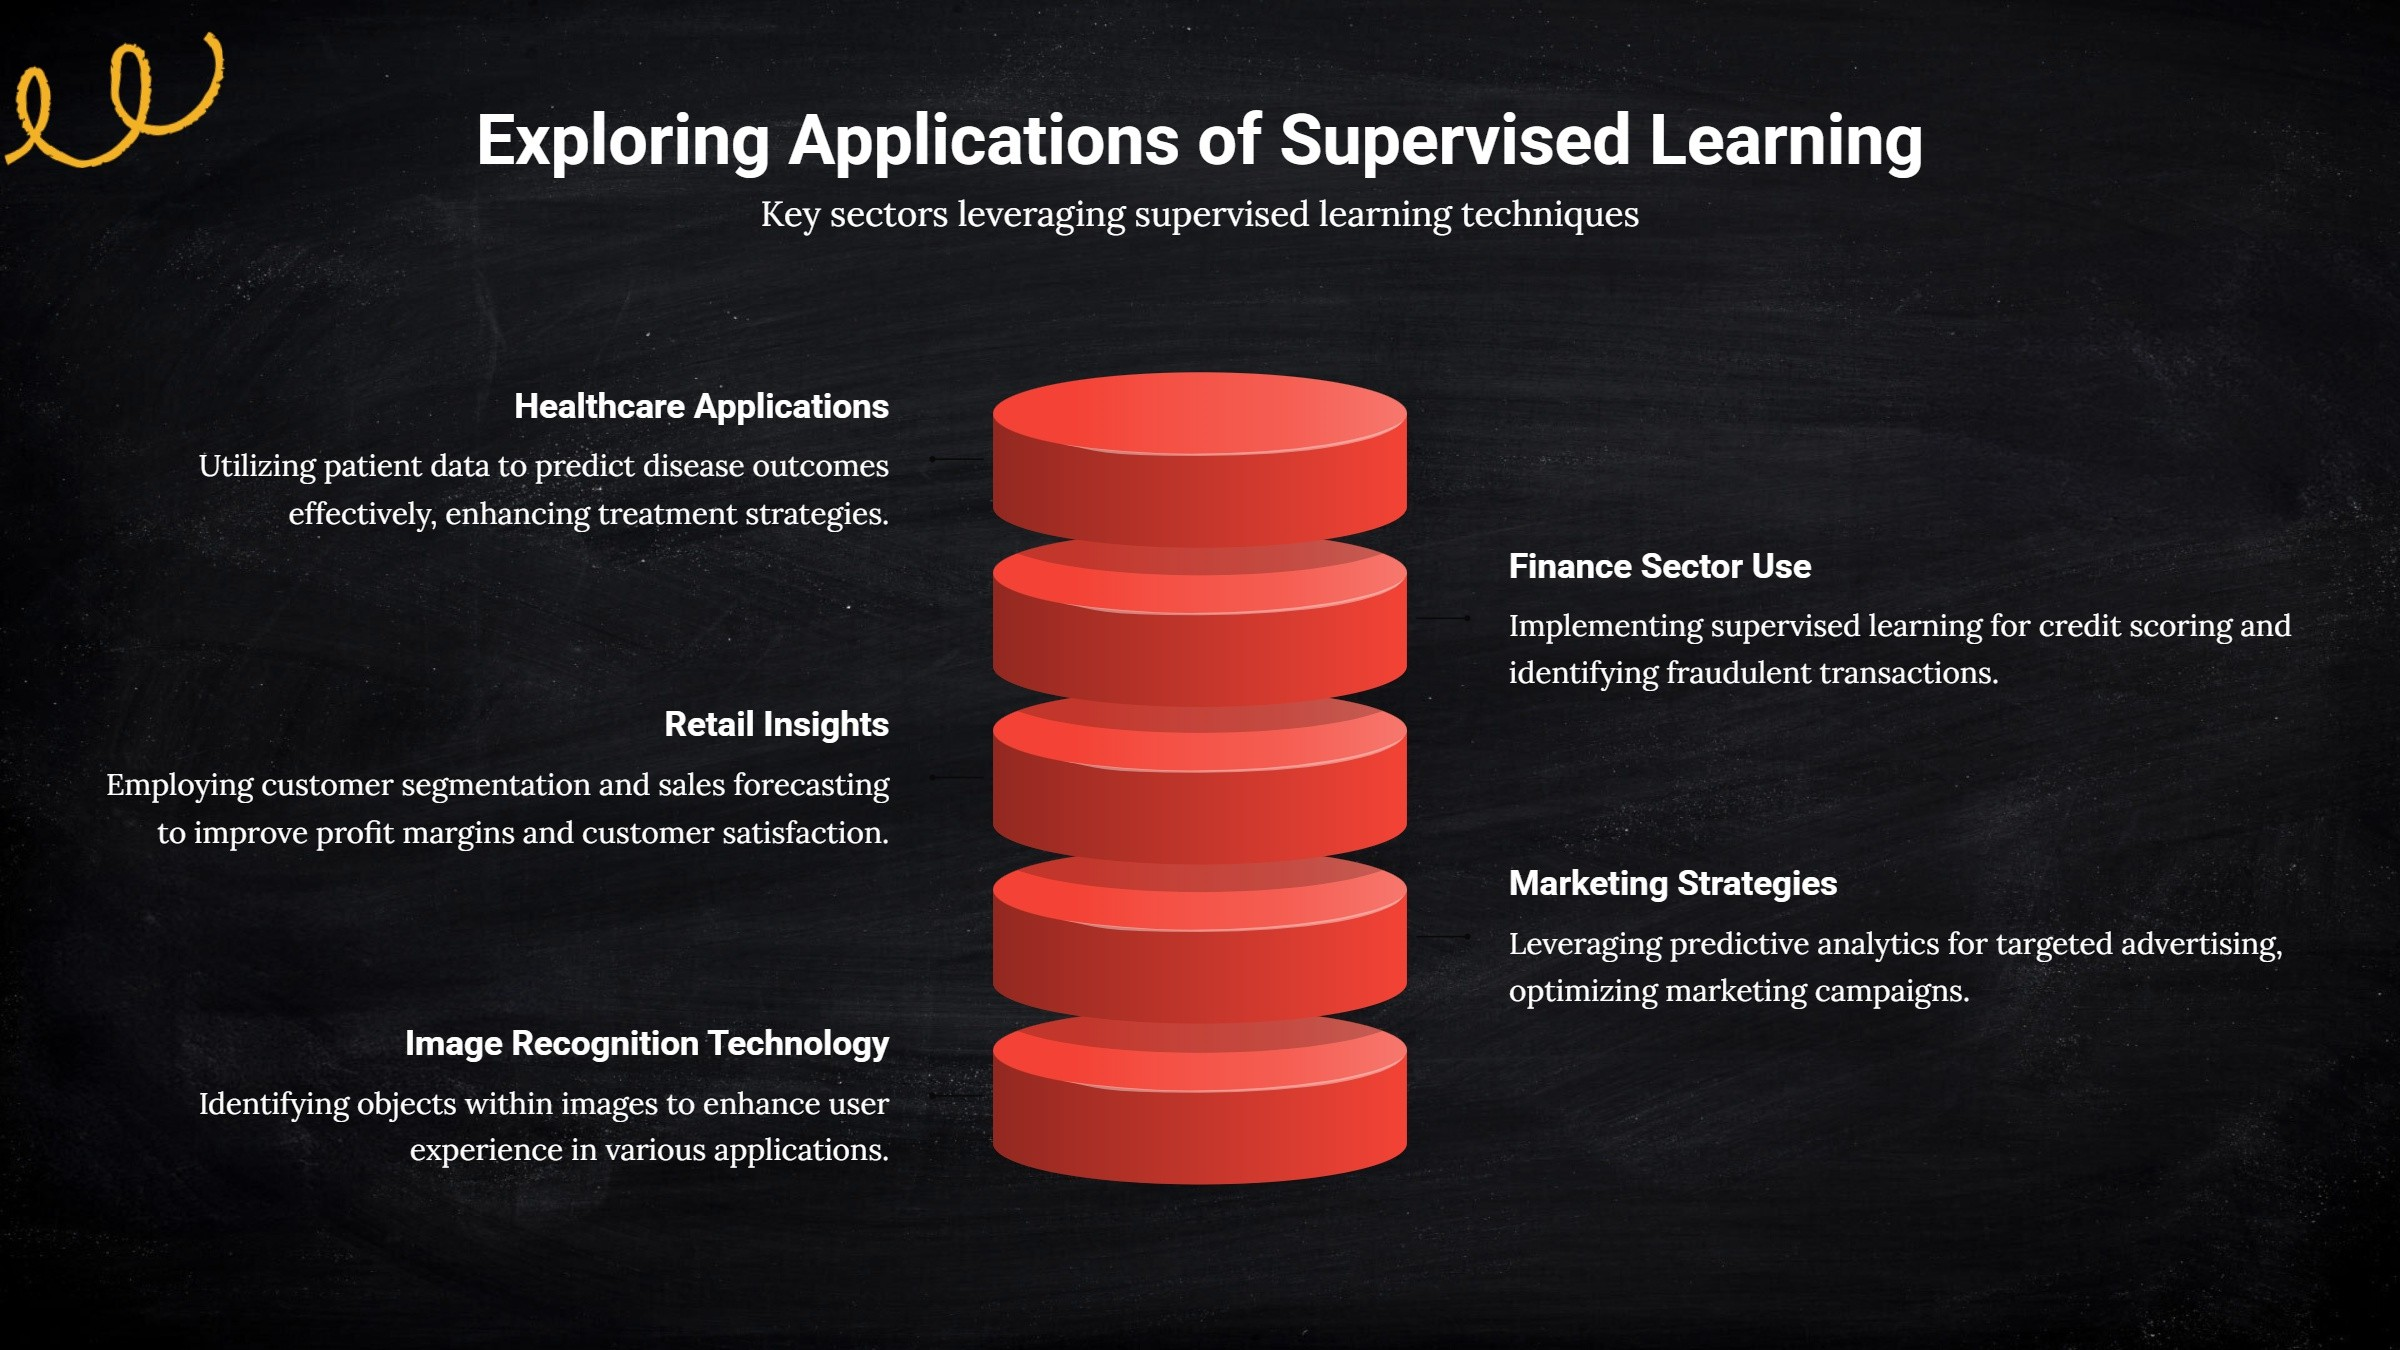 Exploring Applications of Supervised Learning
Key sectors leveraging supervised learning techniques
Healthcare Applications
Utilizing patient data to predict disease outcomes
effectively, enhancing treatment strategies.
Finance Sector Use
Implementing supervised learning for credit scoring and
identifying fraudulent transactions.
Retail Insights
Employing customer segmentation and sales forecasting
to improve profit margins and customer satisfaction.
Marketing Strategies
Leveraging predictive analytics for targeted advertising,
optimizing marketing campaigns.
Image Recognition Technology
Identifying objects within images to enhance user
experience in various applications.